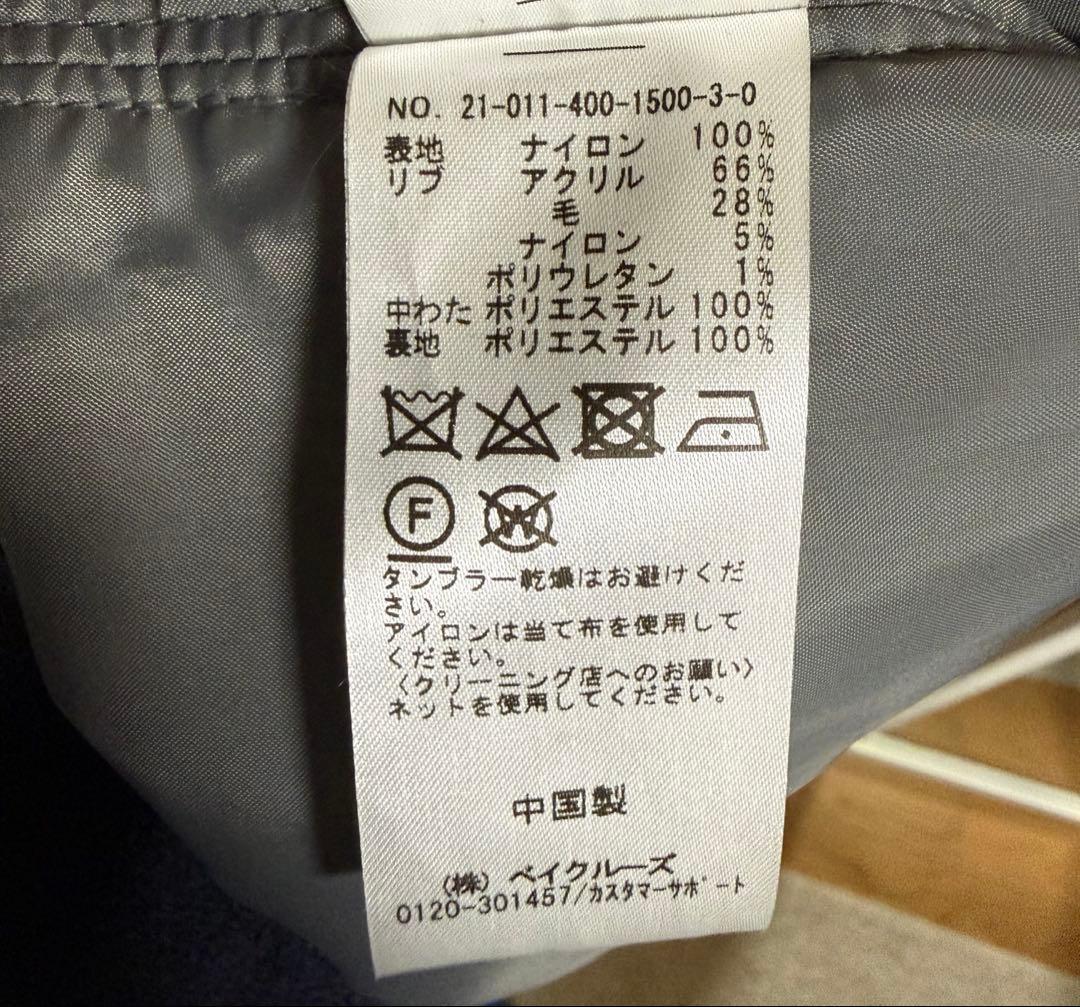 NO. 21-011-400-1500-3-0
表地 ナイロン 100%
リブ アクリル 66%
毛 28%
ナイロン 5%
ポリウレタン 1%
中わた ポリエステル 100%
裏地 ポリエステル 100%
F
W
タンブラー乾燥はお避けくだ
さい。
アイロンは当て布を使用して
ください。
〈クリーニング店へのお願い〉
ネットを使用してください。
中国製
(株) ベイクルーズ
0120-301457/カスタマーサポート